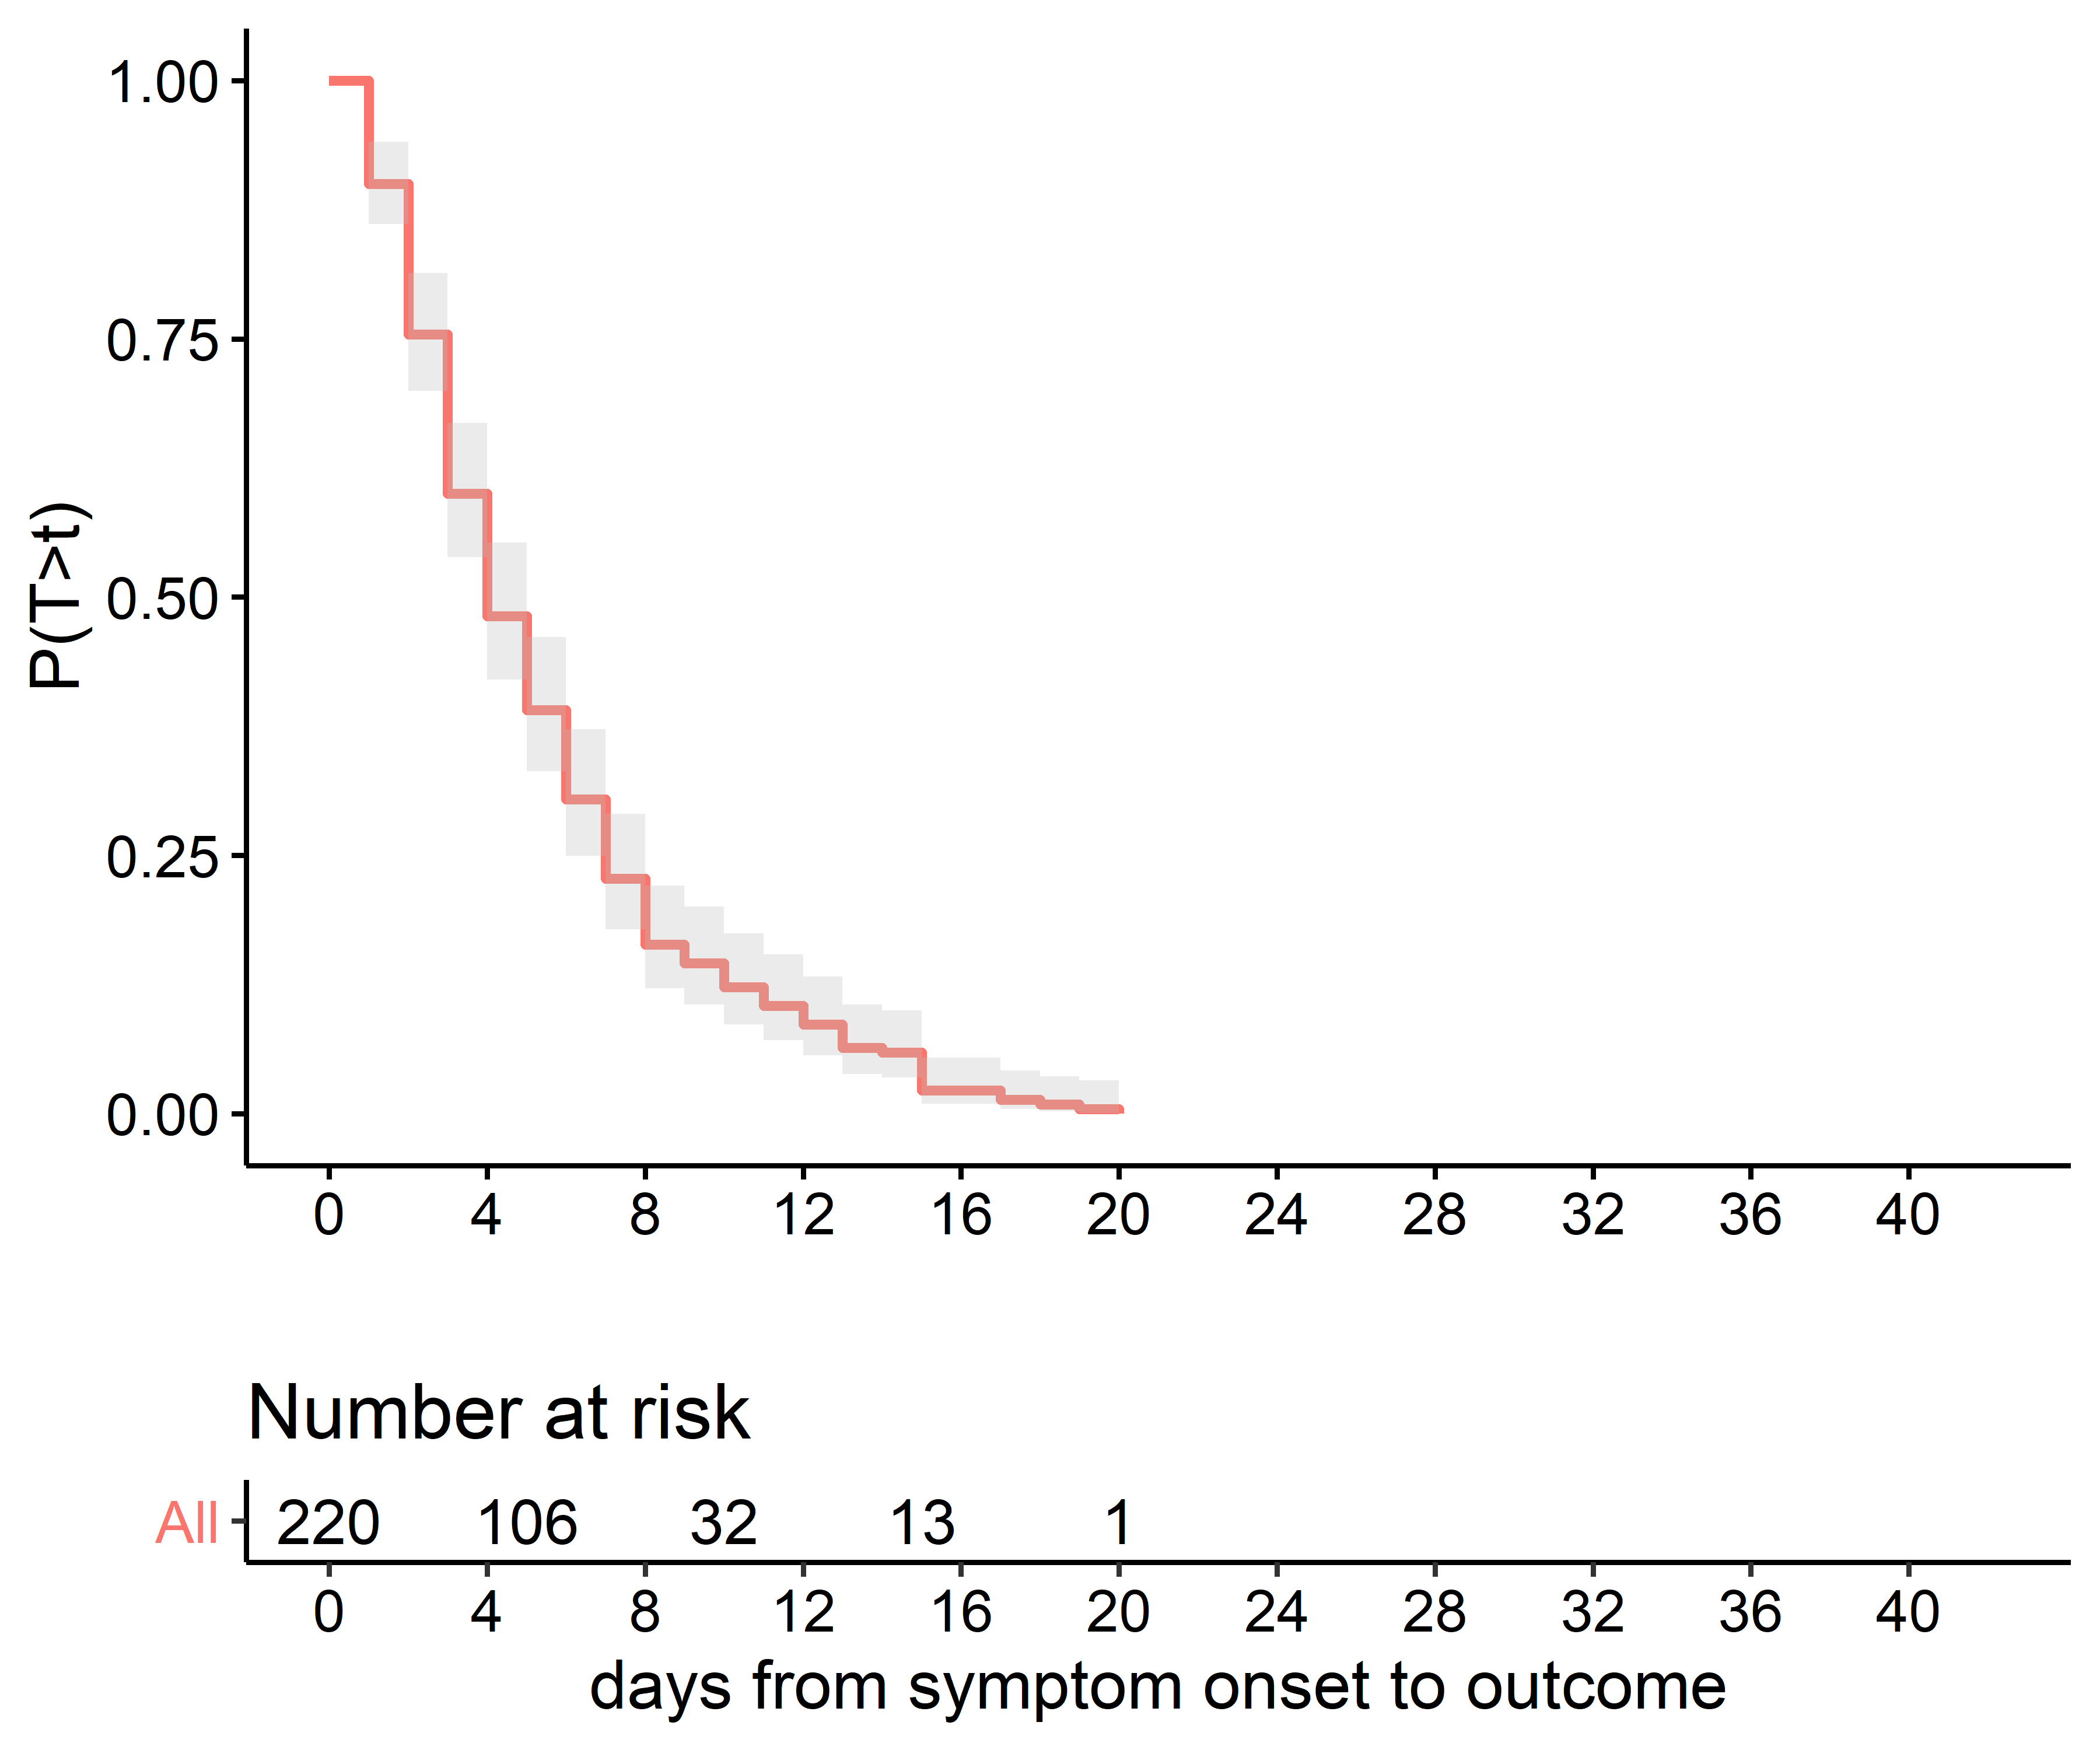 P(T>t)
1.00
0.75
0.50
0.25
0.00
0 4 8 12 16 20 24 28 32 36 40
Number at risk
All 220 106 32 13 1
0 4 8 12 16 20 24 28 32 36 40
days from symptom onset to outcome